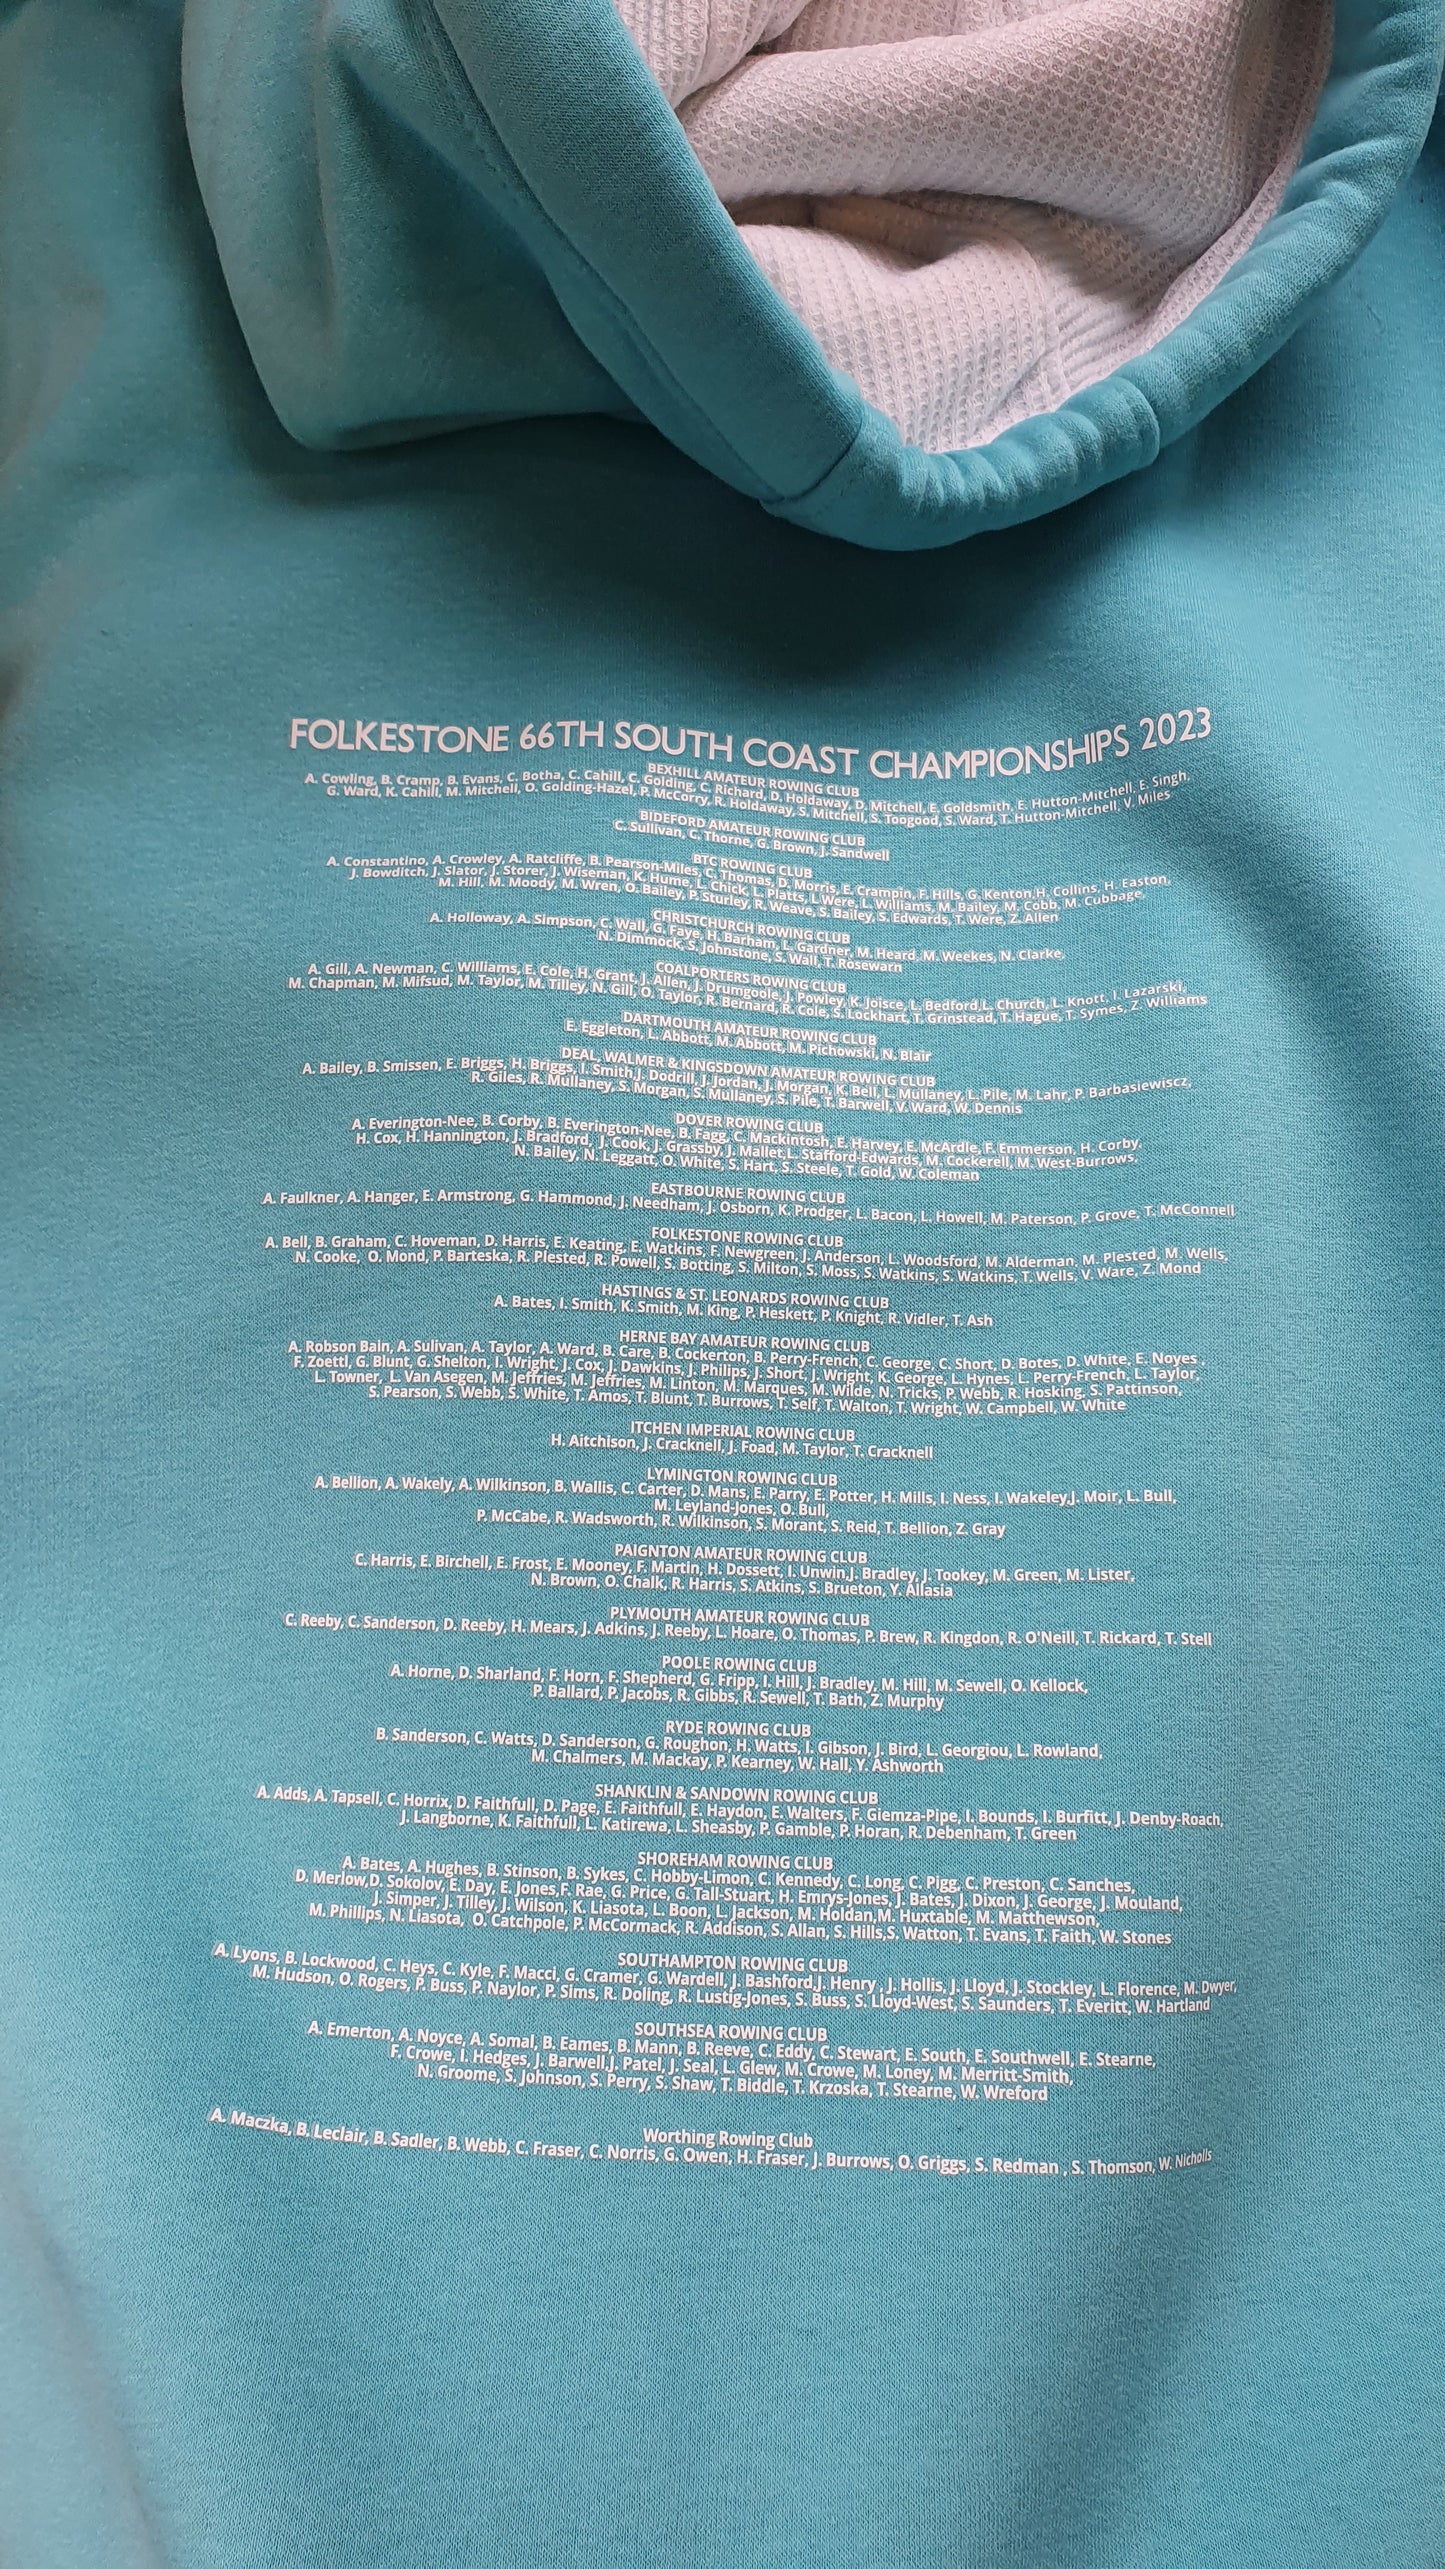 FOLKESTONE 66TH SOUTH COAST CHAMPIONSHIPS 2023
BEXHILL AMATEUR ROWING CLUB
A. Cowling, B. Cramp, B. Evans, C. Botha, C. Cahill, C. Golding, C. Richard, D. Holdaway, D. Mitchell, E. Goldsmith, E. Hutton-Mitchell, E. Singh,
G. Ward, K. Cahill, M. Mitchell, O. Golding-Hazel, P. McCorry, R. Holdaway, S. Mitchell, S. Toogood, S. Ward, T. Hutton-Mitchell, V. Miles
BIDEFORD AMATEUR ROWING CLUB
C. Sullivan, C. Thorne, G. Brown, J. Sandwell
BTC ROWING CLUB
A. Constantino, A. Crowley, A. Ratcliffe, B. Pearson-Miles, C. Thomas, D. Morris, E. Crampin, F. Hills, G. Kenton,H. Collins, H. Easton,
J. Bowditch, J. Slator, J. Storer, J. Wiseman, K. Hume, L. Chick, L. Platts, L Were, L. Williams, M. Bailey, M. Cobb, M. Cubbage,
M. Hill, M. Moody, M. Wren, O. Bailey, P. Sturley, R. Weave, S. Bailey, S. Edwards, T. Were, Z. Allen
CHRISTCHURCH ROWING CLUB
A. Holloway, A. Simpson, C. Wall, G. Faye, H. Barham, L. Gardner, M. Heard, M. Weekes, N. Clarke,
N. Dimmock, S. Johnstone, S. Wall, T. Rosewarn
COALPORTERS ROWING CLUB
A. Gill, A. Newman, C. Williams, E. Cole, H. Grant, J. Allen, J. Drumgoole, J. Powley, K. Joisce, L. Bedford,L. Church, L. Knott, I. Lazarski,
M. Chapman, M. Mifsud, M. Taylor, M. Tilley, N. Gill, O. Taylor, R. Bernard, R. Cole, S. Lockhart, T. Grinstead, T. Hague, T. Symes, Z. Williams
DARTMOUTH AMATEUR ROWING CLUB
E. Eggleton, L. Abbott, M. Abbott, M. Pichowski, N. Blair
DEAL, WALMER & KINGSDOWN AMATEUR ROWING CLUB
A. Bailey, B. Smissen, E. Briggs, H. Briggs, I. Smith,J. Dodrill, J. Jordan, J. Morgan, K. Bell, L. Mullaney, L. Pile, M. Lahr, P. Barbasiewiscz,
R. Giles, R. Mullaney, S. Morgan, S. Mullaney, S. Pile, T. Barwell, V. Ward, W. Dennis
DOVER ROWING CLUB
A. Everington-Nee, B. Corby, B. Everington-Nee, B. Fagg, C. Mackintosh, E. Harvey, E. McArdle, F. Emmerson, H. Corby,
H. Cox, H. Hannington, J. Bradford, J. Cook, J. Grassby, J. Mallet,L. Stafford-Edwards, M. Cockerell, M. West-Burrows,
N. Bailey, N. Leggatt, O. White, S. Hart, S. Steele, T. Gold, W. Coleman
EASTBOURNE ROWING CLUB
A. Faulkner, A. Hanger, E. Armstrong, G. Hammond, J. Needham, J. Osborn, K. Prodger, L. Bacon, L. Howell, M. Paterson, P. Grove, T. McConnell
FOLKESTONE ROWING CLUB
A. Bell, B. Graham, C. Hoveman, D. Harris, E. Keating, E. Watkins, F. Newgreen, J. Anderson, L. Woodsford, M. Alderman, M. Plested, M. Wells,
N. Cooke, O. Mond, P. Barteska, R. Plested, R. Powell, S. Botting, S. Milton, S. Moss, S. Watkins, S. Watkins, T. Wells, V. Ware, Z. Mond
HASTINGS & ST. LEONARDS ROWING CLUB
A. Bates, I. Smith, K. Smith, M. King, P. Heskett, P. Knight, R. Vidler, T. Ash
HERNE BAY AMATEUR ROWING CLUB
A. Robson Bain, A. Sulivan, A. Taylor, A. Ward, B. Care, B. Cockerton, B. Perry-French, C. George, C. Short, D. Botes, D. White, E. Noyes ,
F. Zoettl, G. Blunt, G. Shelton, I. Wright, J. Cox, J. Dawkins, J. Philips, J. Short, J. Wright, K. George, L. Hynes, L. Perry-French, L. Taylor,
L. Towner, L. Van Asegen, M. Jeffries, M. Jeffries, M. Linton, M. Marques, M. Wilde, N. Tricks, P. Webb, R. Hosking, S. Pattinson,
S. Pearson, S. Webb, S. White, T. Amos, T. Blunt, T. Burrows, T. Self, T. Walton, T. Wright, W. Campbell, W. White
ITCHEN IMPERIAL ROWING CLUB
H. Aitchison, J. Cracknell, J. Foad, M. Taylor, T. Cracknell
LYMINGTON ROWING CLUB
A. Bellion, A. Wakely, A. Wilkinson, B. Wallis, C. Carter, D. Mans, E. Parry, E. Potter, H. Mills, I. Ness, I. Wakeley,J. Moir, L. Bull,
M. Leyland-Jones, O. Bull,
P. McCabe, R. Wadsworth, R. Wilkinson, S. Morant, S. Reid, T. Bellion, Z. Gray
PAIGNTON AMATEUR ROWING CLUB
C. Harris, E. Birchell, E. Frost, E. Mooney, F. Martin, H. Dossett, I. Unwin,J. Bradley, J. Tookey, M. Green, M. Lister,
N. Brown, O. Chalk, R. Harris, S. Atkins, S. Brueton, Y. Allasia
PLYMOUTH AMATEUR ROWING CLUB
C. Reeby, C. Sanderson, D. Reeby, H. Mears, J. Adkins, J. Reeby, L. Hoare, O. Thomas, P. Brew, R. Kingdon, R. O'Neill, T. Rickard, T. Stell
POOLE ROWING CLUB
A. Horne, D. Sharland, F. Horn, F. Shepherd, G. Fripp, I. Hill, J. Bradley, M. Hill, M. Sewell, O. Kellock,
P. Ballard, P. Jacobs, R. Gibbs, R. Sewell, T. Bath, Z. Murphy
RYDE ROWING CLUB
B. Sanderson, C. Watts, D. Sanderson, G. Roughon, H. Watts, I. Gibson, J. Bird, L. Georgiou, L. Rowland,
M. Chalmers, M. Mackay, P. Kearney, W. Hall, Y. Ashworth
SHANKLIN & SANDOWN ROWING CLUB
A. Adds, A. Tapsell, C. Horrix, D. Faithfull, D. Page, E. Faithfull, E. Haydon, E. Walters, F. Giemza-Pipe, I. Bounds, I. Burfitt, J. Denby-Roach,
J. Langborne, K. Faithfull, L. Katirewa, L. Sheasby, P. Gamble, P. Horan, R. Debenham, T. Green
SHOREHAM ROWING CLUB
A. Bates, A. Hughes, B. Stinson, B. Sykes, C. Hobby-Limon, C. Kennedy, C. Long, C. Pigg, C. Preston, C. Sanches,
D. Merlow,D. Sokolov, E. Day, E. Jones,F. Rae, G. Price, G. Tall-Stuart, H. Emrys-Jones, J. Bates, J. Dixon, J. George, J. Mouland,
J. Simper, J. Tilley, J. Wilson, K. Liasota, L. Boon, L. Jackson, M. Holdan,M. Huxtable, M. Matthewson,
M. Phillips, N. Liasota, O. Catchpole, P. McCormack, R. Addison, S. Allan, S. Hills,S. Watton, T. Evans, T. Faith, W. Stones
SOUTHAMPTON ROWING CLUB
A. Lyons, B. Lockwood, C. Heys, C. Kyle, F. Macci, G. Cramer, G. Wardell, J. Bashford,J. Henry , J. Hollis, J. Lloyd, J. Stockley, L. Florence, M. Dwyer,
M. Hudson, O. Rogers, P. Buss, P. Naylor, P. Sims, R. Doling, R. Lustig-Jones, S. Buss, S. Lloyd-West, S. Saunders, T. Everitt, W. Hartland
SOUTHSEA ROWING CLUB
A. Emerton, A. Noyce, A. Somal, B. Eames, B. Mann, B. Reeve, C. Eddy, C. Stewart, E. South, E. Southwell, E. Stearne,
F. Crowe, I. Hedges, J. Barwell,J. Patel, J. Seal, L. Glew, M. Crowe, M. Loney, M. Merritt-Smith,
N. Groome, S. Johnson, S. Perry, S. Shaw, T. Biddle, T. Krzoska, T. Stearne, W. Wreford
Worthing Rowing Club
A. Maczka, B. Leclair, B. Sadler, B. Webb, C. Fraser, C. Norris, G. Owen, H. Fraser, J. Burrows, O. Griggs, S. Redman , S. Thomson, W. Nicholls